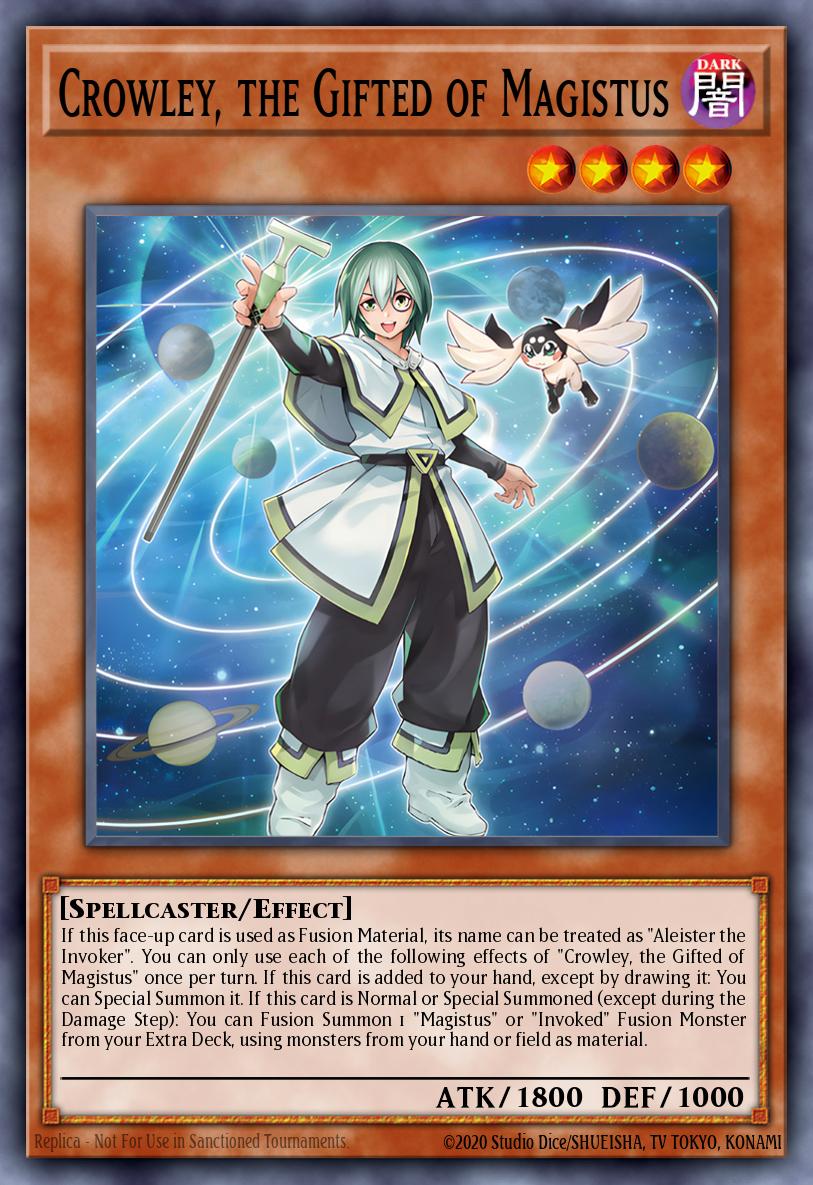 Crowley, the Gifted of Magistus
DARK
闇
[Spellcaster/Effect]
If this face-up card is used as Fusion Material, its name can be treated as "Aleister the
Invoker". You can only use each of the following effects of "Crowley, the Gifted of
Magistus" once per turn. If this card is added to your hand, except by drawing it: You
can Special Summon it. If this card is Normal or Special Summoned (except during the
Damage Step): You can Fusion Summon 1 "Magistus" or "Invoked" Fusion Monster
from your Extra Deck, using monsters from your hand or field as material.
ATK/1800 DEF/1000
Replica - Not For Use in Sanctioned Tournaments.
©2020 Studio Dice/SHUEISHA, TV TOKYO, KONAMI